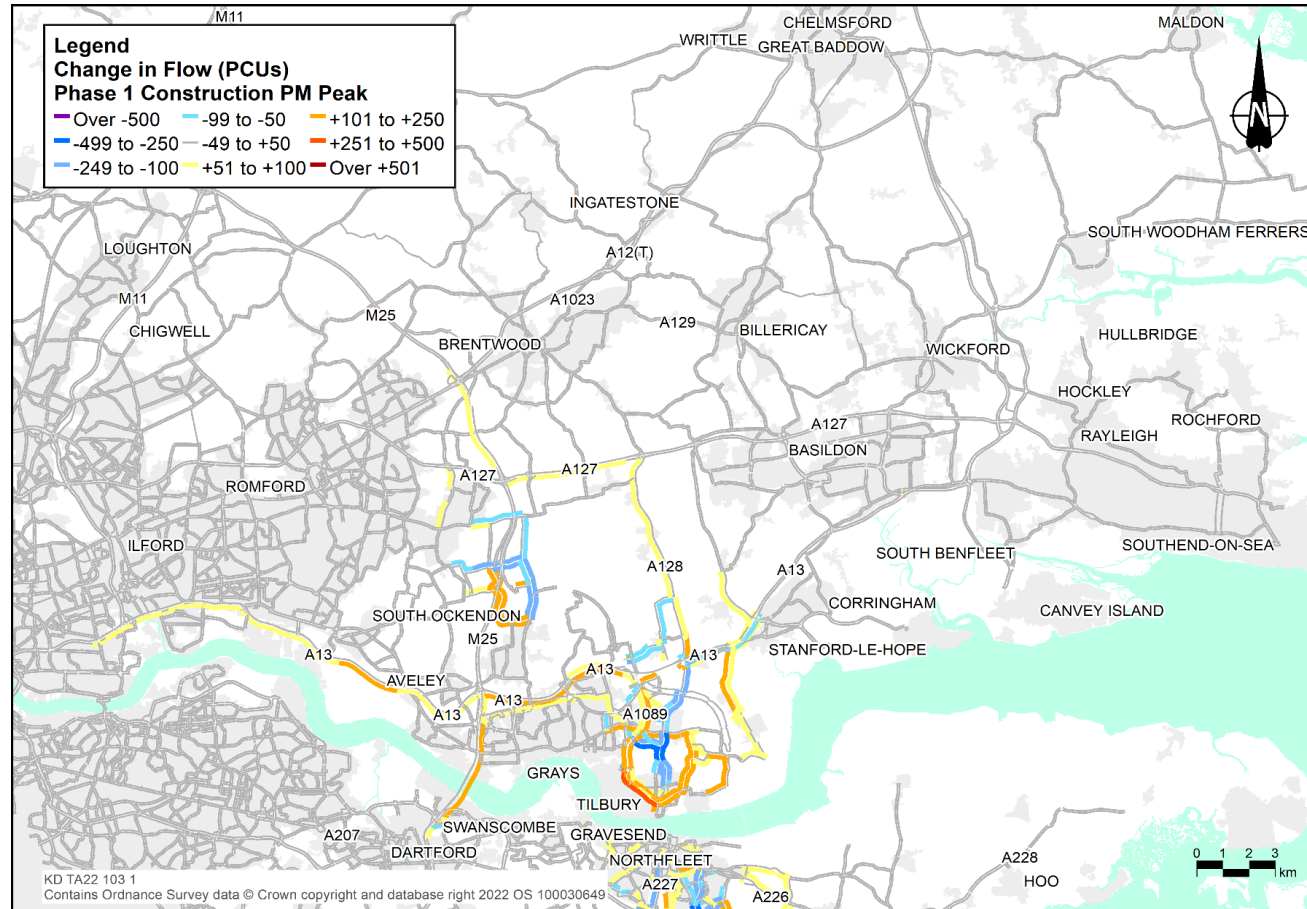 M11
CHELMSFORD
MALDON
WRITTLE
GREAT BADDOW
Legend
Change in Flow (PCUs)
Phase 1 Construction PM Peak
Over -500
-99 to -50
+101 to +250
-499 to -250
-49 to +50
+251 to +500
-249 to -100
+51 to +100
Over +501
N
INGATESTONE
LOUGHTON
SOUTH WOODHAM FERRERS
A12(T)
M11
A1023
M25
CHIGWELL
A129
BILLERICAY
HULLBRIDGE
BRENTWOOD
WICKFORD
HOCKLEY
ROCHFORD
A127
RAYLEIGH
BASILDON
A127
A127
ROMFORD
ILFORD
SOUTH BENFLEET
SOUTHEND-ON-SEA
A128
A13
CORRINGHAM
CANVEY ISLAND
SOUTH OCKENDON
M25
STANFORD-LE-HOPE
A13
A13
A13
AVELEY
A13
A13
A1089
GRAYS
TILBURY
SWANSCOMBE
GRAVESEND
A207
DARTFORD
NORTHFLEET
A228
HOO
A227
A226
0 1 2 3
km
KD TA22 103 1
Contains Ordnance Survey data © Crown copyright and database right 2022 OS 100030649